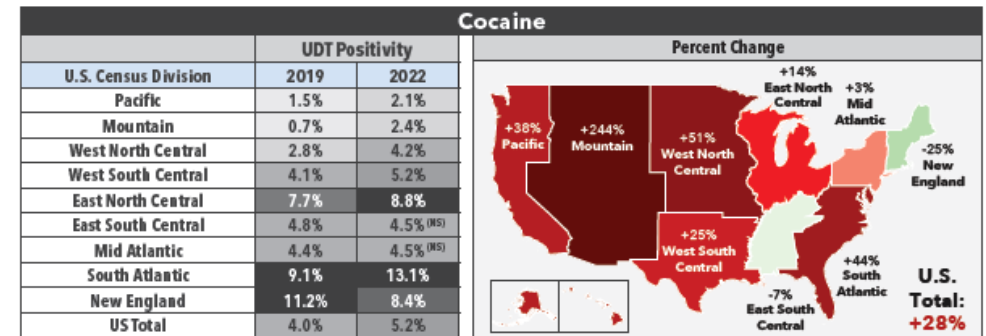 Cocaine
UDT Positivity
U.S. Census Division 2019 2022
Pacific 1.5% 2.1%
Mountain 0.7% 2.4%
West North Central 2.8% 4.2%
West South Central 4.1% 5.2%
East North Central 7.7% 8.8%
East South Central 4.8% 4.5% (NS)
Mid Atlantic 4.4% 4.5% (NS)
South Atlantic 9.1% 13.1%
New England 11.2% 8.4%
US Total 4.0% 5.2%
Percent Change
+38%
Pacific
+244%
Mountain
+51%
West North
Central
+14%
East North
Central
+3%
Mid
Atlantic
-25%
New
England
+25%
West South
Central
-7%
East South
Central
+44%
South
Atlantic
U.S.
Total:
+28%